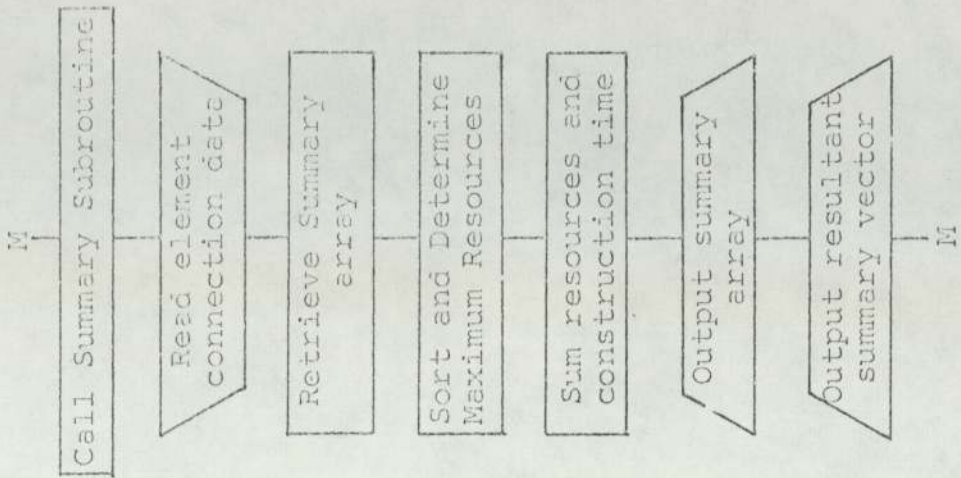 M
Call Summary Subroutine
Read element
connection data
Retrieve Summary
array
Sort and Determine
Maximum Resources
Sum resources and
construction time
Output summary
array
Output resultant
summary vector
M